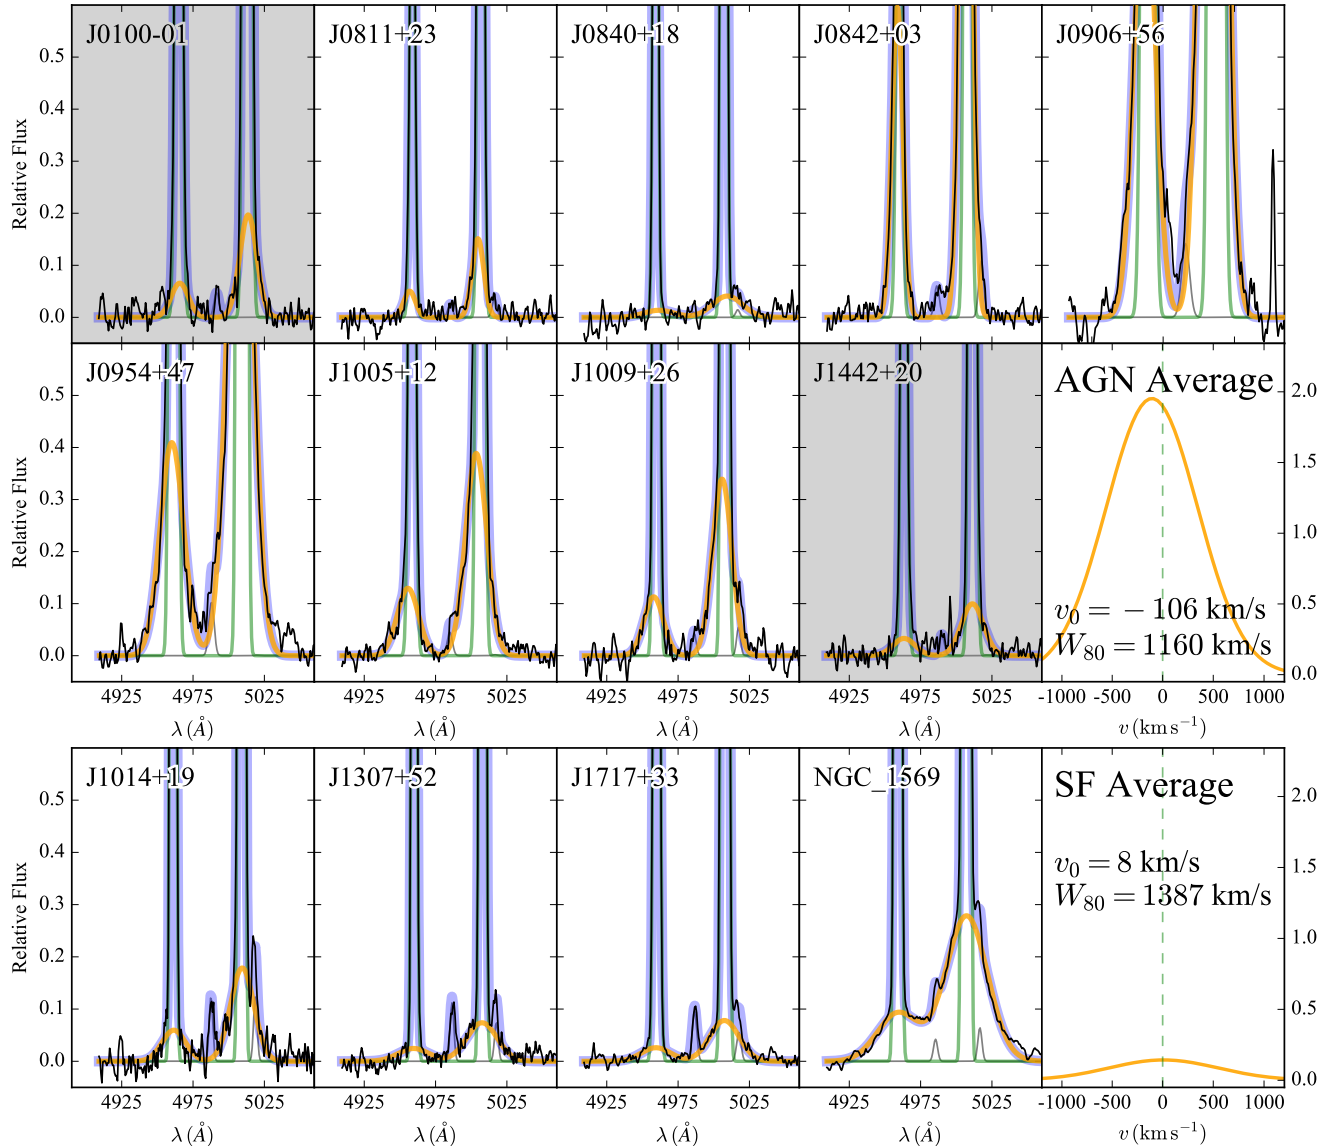 J0100-01
J0811+23
J0840+18
J0842+03
J0906+56
Relative Flux
0.5
0.4
0.3
0.2
0.1
0.0
J0954+47
J1005+12
J1009+26
J1442+20
AGN Average
v₀ = −106 km/s
W₈₀ = 1160 km/s
Relative Flux
0.5
0.4
0.3
0.2
0.1
0.0
2.0
1.5
1.0
0.5
0.0
4925 4975 5025
4925 4975 5025
4925 4975 5025
4925 4975 5025
-1000 -500 0 500 1000
λ (Å)
λ (Å)
λ (Å)
λ (Å)
v (km s⁻¹)
J1014+19
J1307+52
J1717+33
NGC_1569
SF Average
v₀ = 8 km/s
W₈₀ = 1387 km/s
Relative Flux
0.5
0.4
0.3
0.2
0.1
0.0
2.0
1.5
1.0
0.5
0.0
4925 4975 5025
4925 4975 5025
4925 4975 5025
4925 4975 5025
-1000 -500 0 500 1000
λ (Å)
λ (Å)
λ (Å)
λ (Å)
v (km s⁻¹)